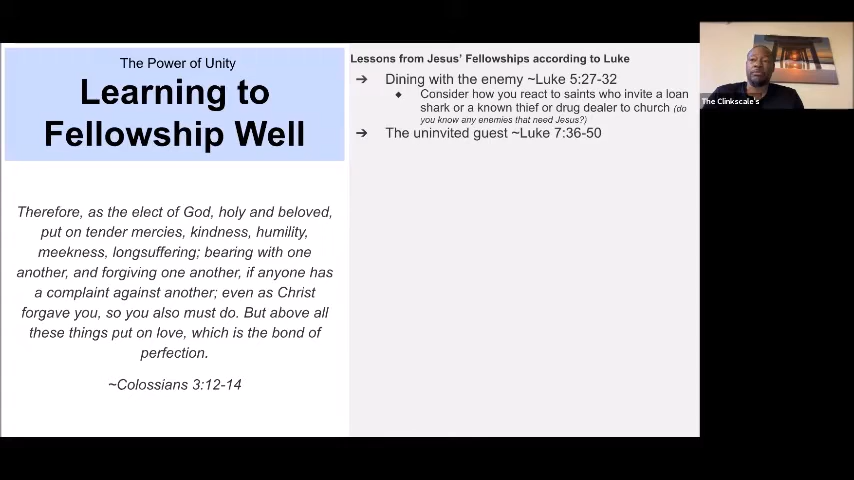 The Power of Unity
Learning to
Fellowship Well
Therefore, as the elect of God, holy and beloved,
put on tender mercies, kindness, humility,
meekness, longsuffering; bearing with one
another, and forgiving one another, if anyone has
a complaint against another; even as Christ
forgave you, so you also must do. But above all
these things put on love, which is the bond of
perfection.
~Colossians 3:12-14
Lessons from Jesus' Fellowships according to Luke
➔ Dining with the enemy ~Luke 5:27-32
◆ Consider how you react to saints who invite a loan
shark or a known thief or drug dealer to church (do
you know any enemies that need Jesus?)
➔ The uninvited guest ~Luke 7:36-50
The Clinkscale's